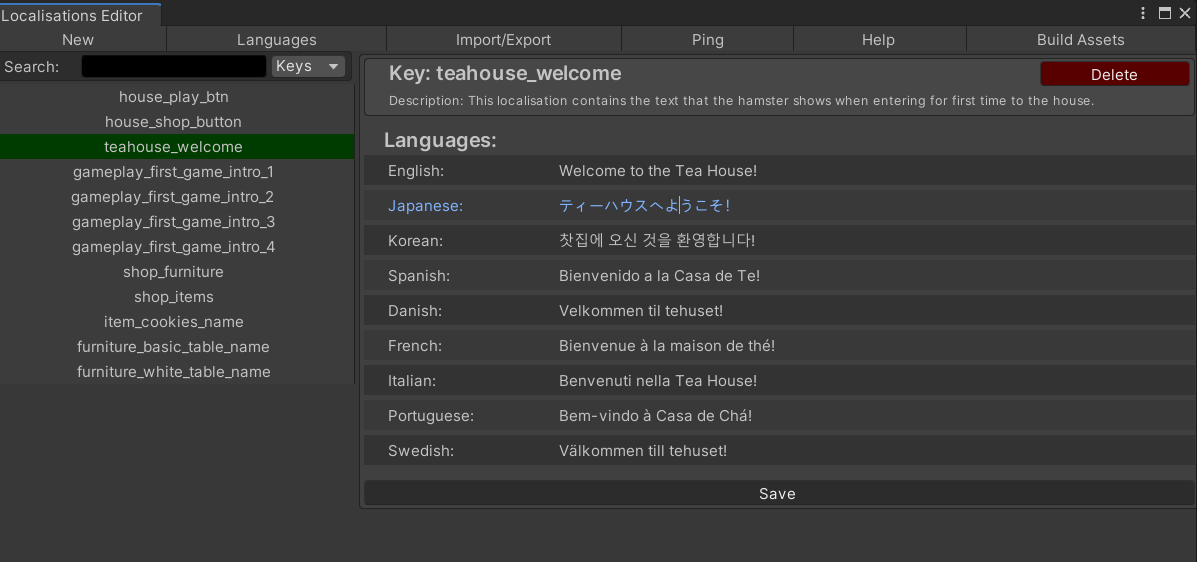 Localisations Editor
New Languages Import/Export Ping Help Build Assets
Search: Keys
house_play_btn
house_shop_button
teahouse_welcome
gameplay_first_game_intro_1
gameplay_first_game_intro_2
gameplay_first_game_intro_3
gameplay_first_game_intro_4
shop_furniture
shop_items
item_cookies_name
furniture_basic_table_name
furniture_white_table_name
Key: teahouse_welcome Delete
Description: This localisation contains the text that the hamster shows when entering for first time to the house.
Languages:
English: Welcome to the Tea House!
Japanese: ティーハウスへようこそ!
Korean: 찻집에 오신 것을 환영합니다!
Spanish: Bienvenido a la Casa de Te!
Danish: Velkommen til tehuset!
French: Bienvenue à la maison de thé!
Italian: Benvenuti nella Tea House!
Portuguese: Bem-vindo à Casa de Chá!
Swedish: Välkommen till tehuset!
Save